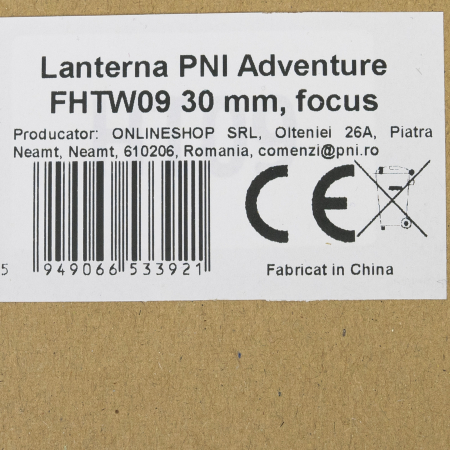 Lanterna PNI Adventure
FHTW09 30 mm, focus
Producator: ONLINESHOP SRL, Olteniei 26A, Piatra
Neamt, Neamt, 610206, Romania, comenzi@pni.ro
CE
5 949066 533921
Fabricat in China